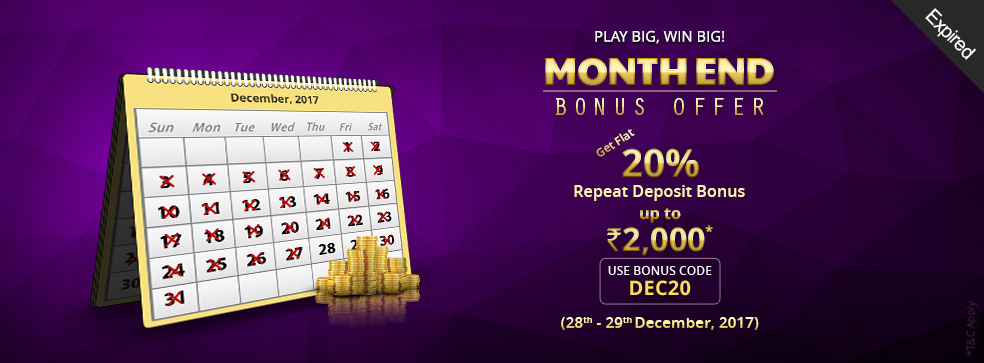 Expired
PLAY BIG, WIN BIG!
MONTH END
BONUS OFFER
Get Flat
20%
Repeat Deposit Bonus
up to
₹2,000*
USE BONUS CODE
DEC20
(28th - 29th December, 2017)
*T&C Apply
December, 2017
Sun Mon Tue Wed Thu Fri Sat
1 2
3 4 5 6 7 8 9
10 11 12 13 14 15 16
17 18 19 20 21 22 23
24 25 26 27 28 30
31
30